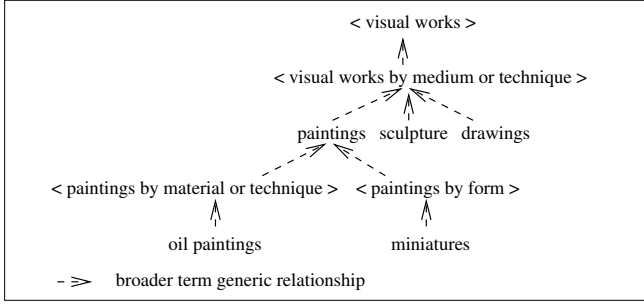 < visual works >
< visual works by medium or technique >
paintings sculpture drawings
< paintings by material or technique > < paintings by form >
oil paintings miniatures
broader term generic relationship